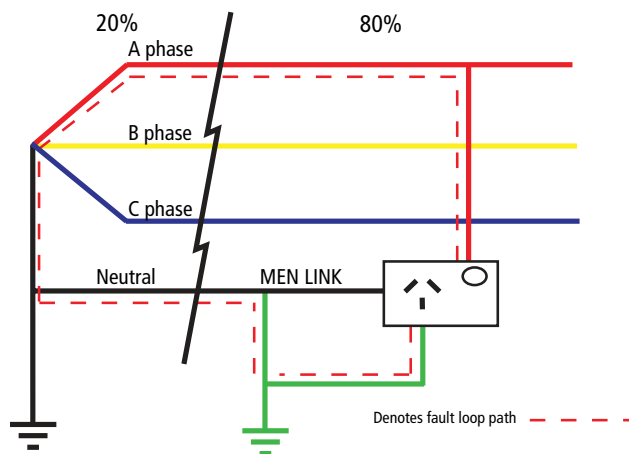 20%
80%
A phase
B phase
C phase
Neutral
MEN LINK
Denotes fault loop path